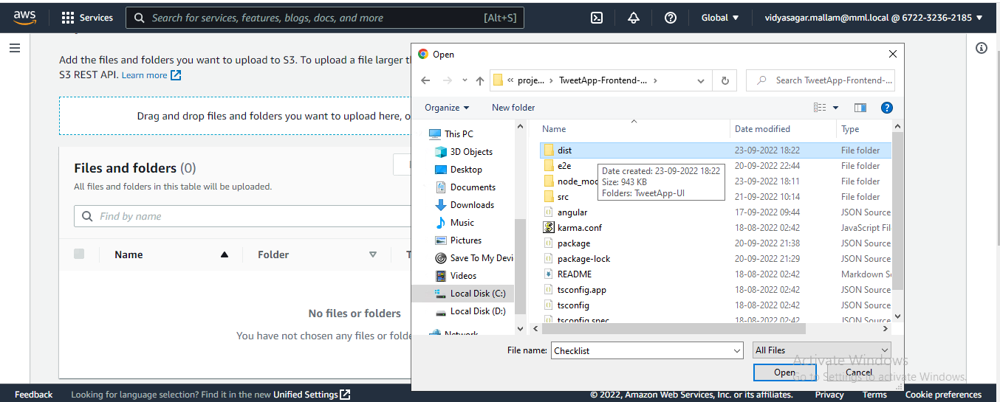 aws
Services
Search for services, features, blogs, docs, and more
[Alt+S]
Global
vidyasagar.mallam@mml.local @ 6722-3236-2185
Add the files and folders you want to upload to S3. To upload a file larger
S3 REST API. Learn more
Drag and drop files and folders you want to upload here,
Files and folders (0)
All files and folders in this table will be uploaded.
Find by name
Name
Folder
No files or folders
You have not chosen any files or
Open
« proje... > TweetApp-Frontend-... >
Search TweetApp-Frontend-...
Organize
New folder
This PC
3D Objects
Desktop
Documents
Downloads
Music
Pictures
Save To My Devi
Videos
Local Disk (C:)
Local Disk (D:)
Network
Name Date modified Type
dist 23-09-2022 18:22 File folder
e2e 20-09-2022 22:44 File folder
node_mod 23-09-2022 18:11 File folder
src 21-09-2022 10:14 File folder
angular 17-09-2022 09:44 JSON Source
karma.conf 18-08-2022 02:42 JavaScript Fil
package 20-09-2022 21:38 JSON Source
package-lock 20-09-2022 21:29 JSON Source
README 18-08-2022 02:42 Markdown S
tsconfig.app 18-08-2022 02:42 JSON Source
tsconfig 18-08-2022 02:42 JSON Source
tsconfig.spec 18-08-2022 02:42 JSON Source
Date created: 23-09-2022 18:22
Size: 943 KB
Folders: TweetApp-UI
File name: Checklist
All Files
Open
Cancel
Activate Windows
Go to Settings to activate Windows.
Feedback
Looking for language selection? Find it in the new Unified Settings
© 2022, Amazon Web Services, Inc. or its affiliates.
Privacy
Terms
Cookie preferences